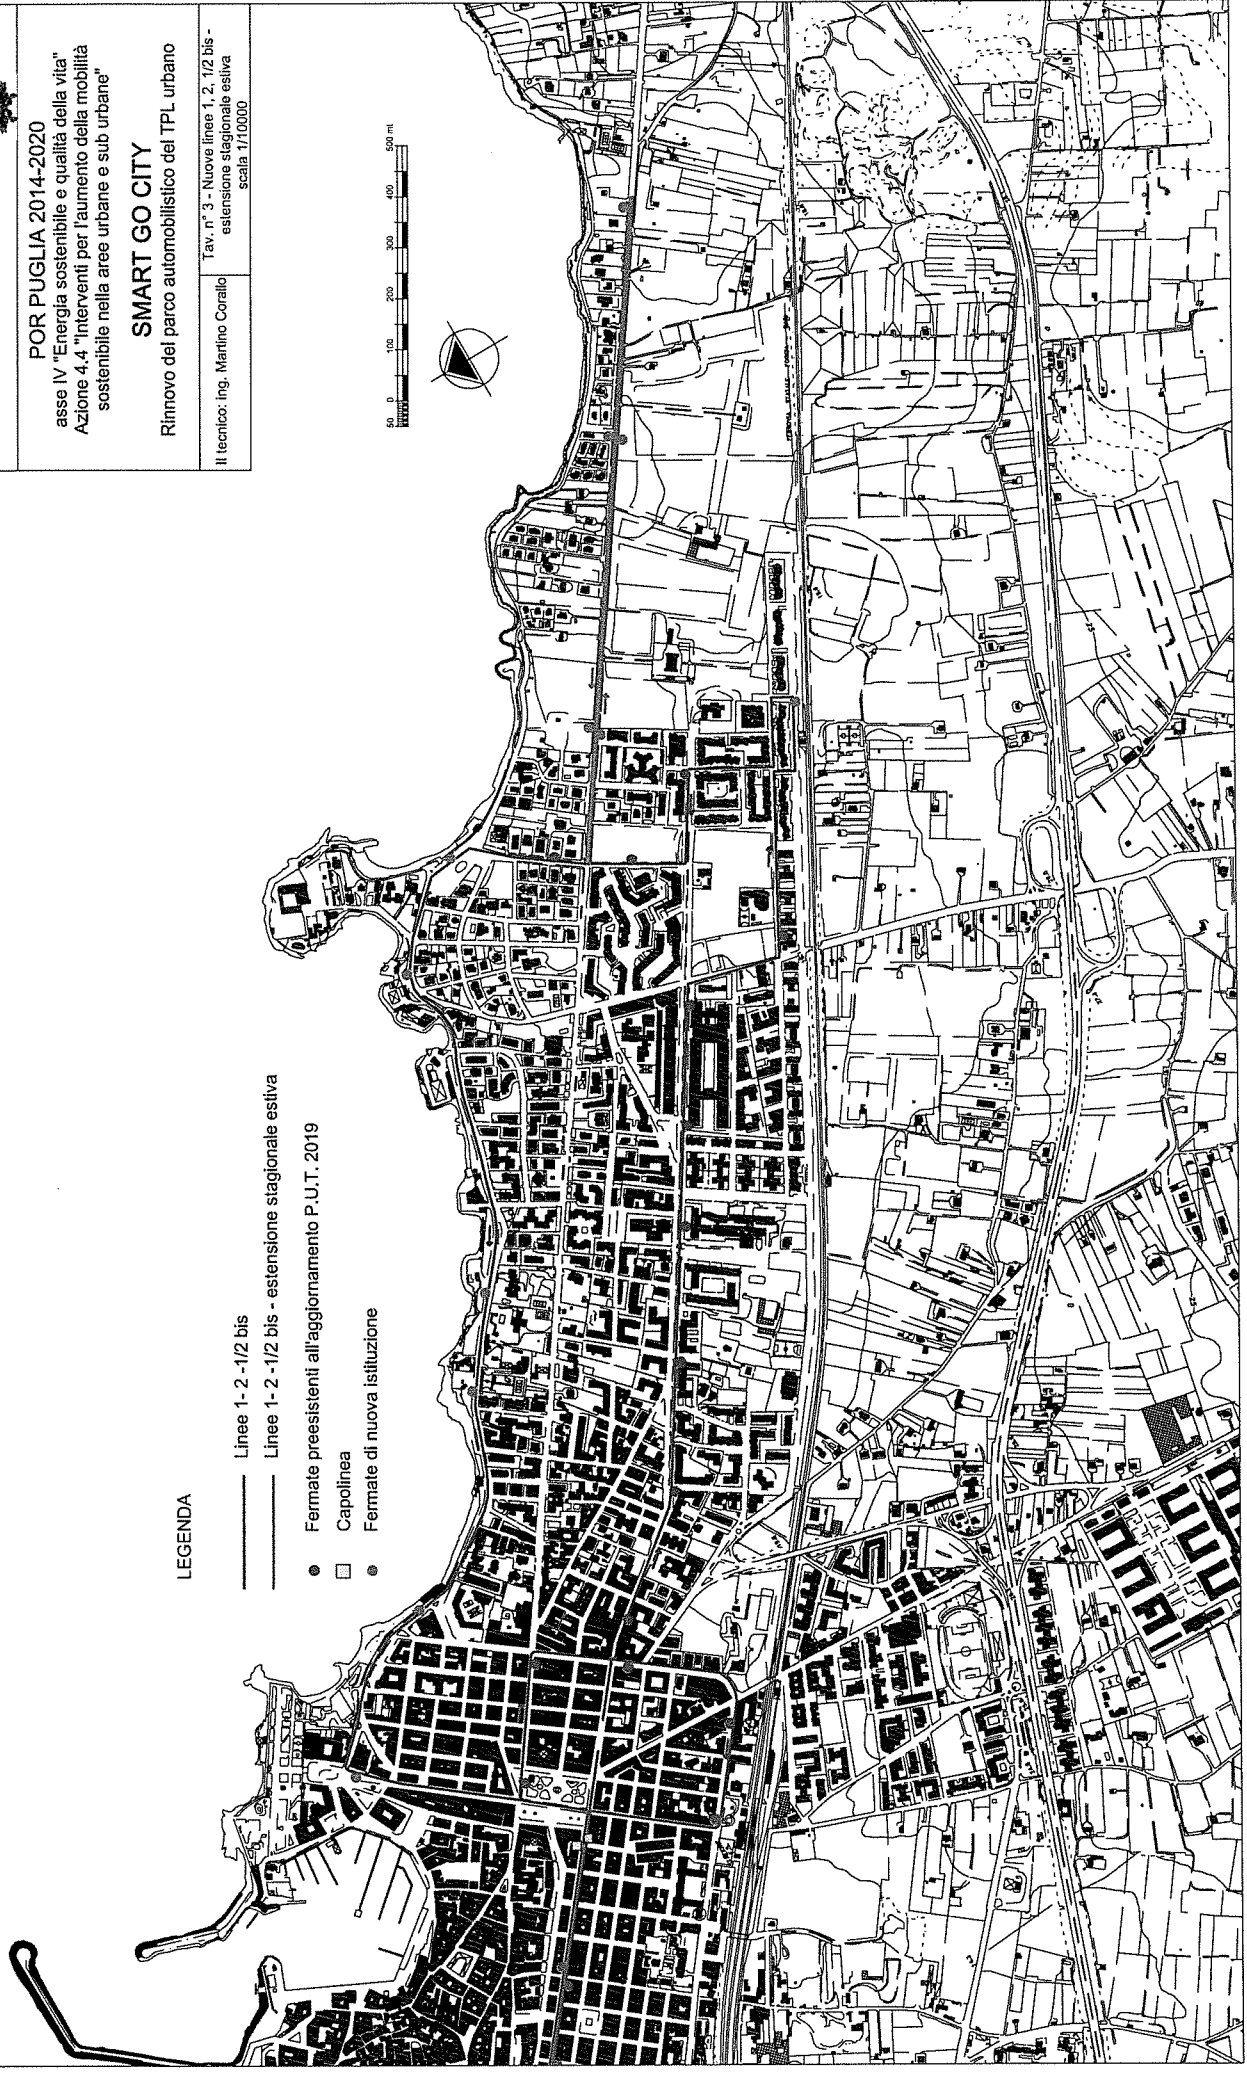 POR PUGLIA 2014-2020
asse IV "Energia sostenibile e qualità della vita"
Azione 4.4 "Interventi per l'aumento della mobilità
sostenibile nella aree urbane e sub urbane"
SMART GO CITY
Rinnovo del parco automobilistico del TPL urbano
Il tecnico: ing. Martino Corallo
Tav. n° 3 - Nuove linee 1, 2, 1/2 bis -
estensione stagionale estiva
scala 1/10000
50 0 100 200 300 400 500 ml
LEGENDA
Linee 1- 2 -1/2 bis
Linee 1- 2 -1/2 bis - estensione stagionale estiva
Fermate preesistenti all'aggiornamento P.U.T. 2019
Capolinea
Fermate di nuova istituzione